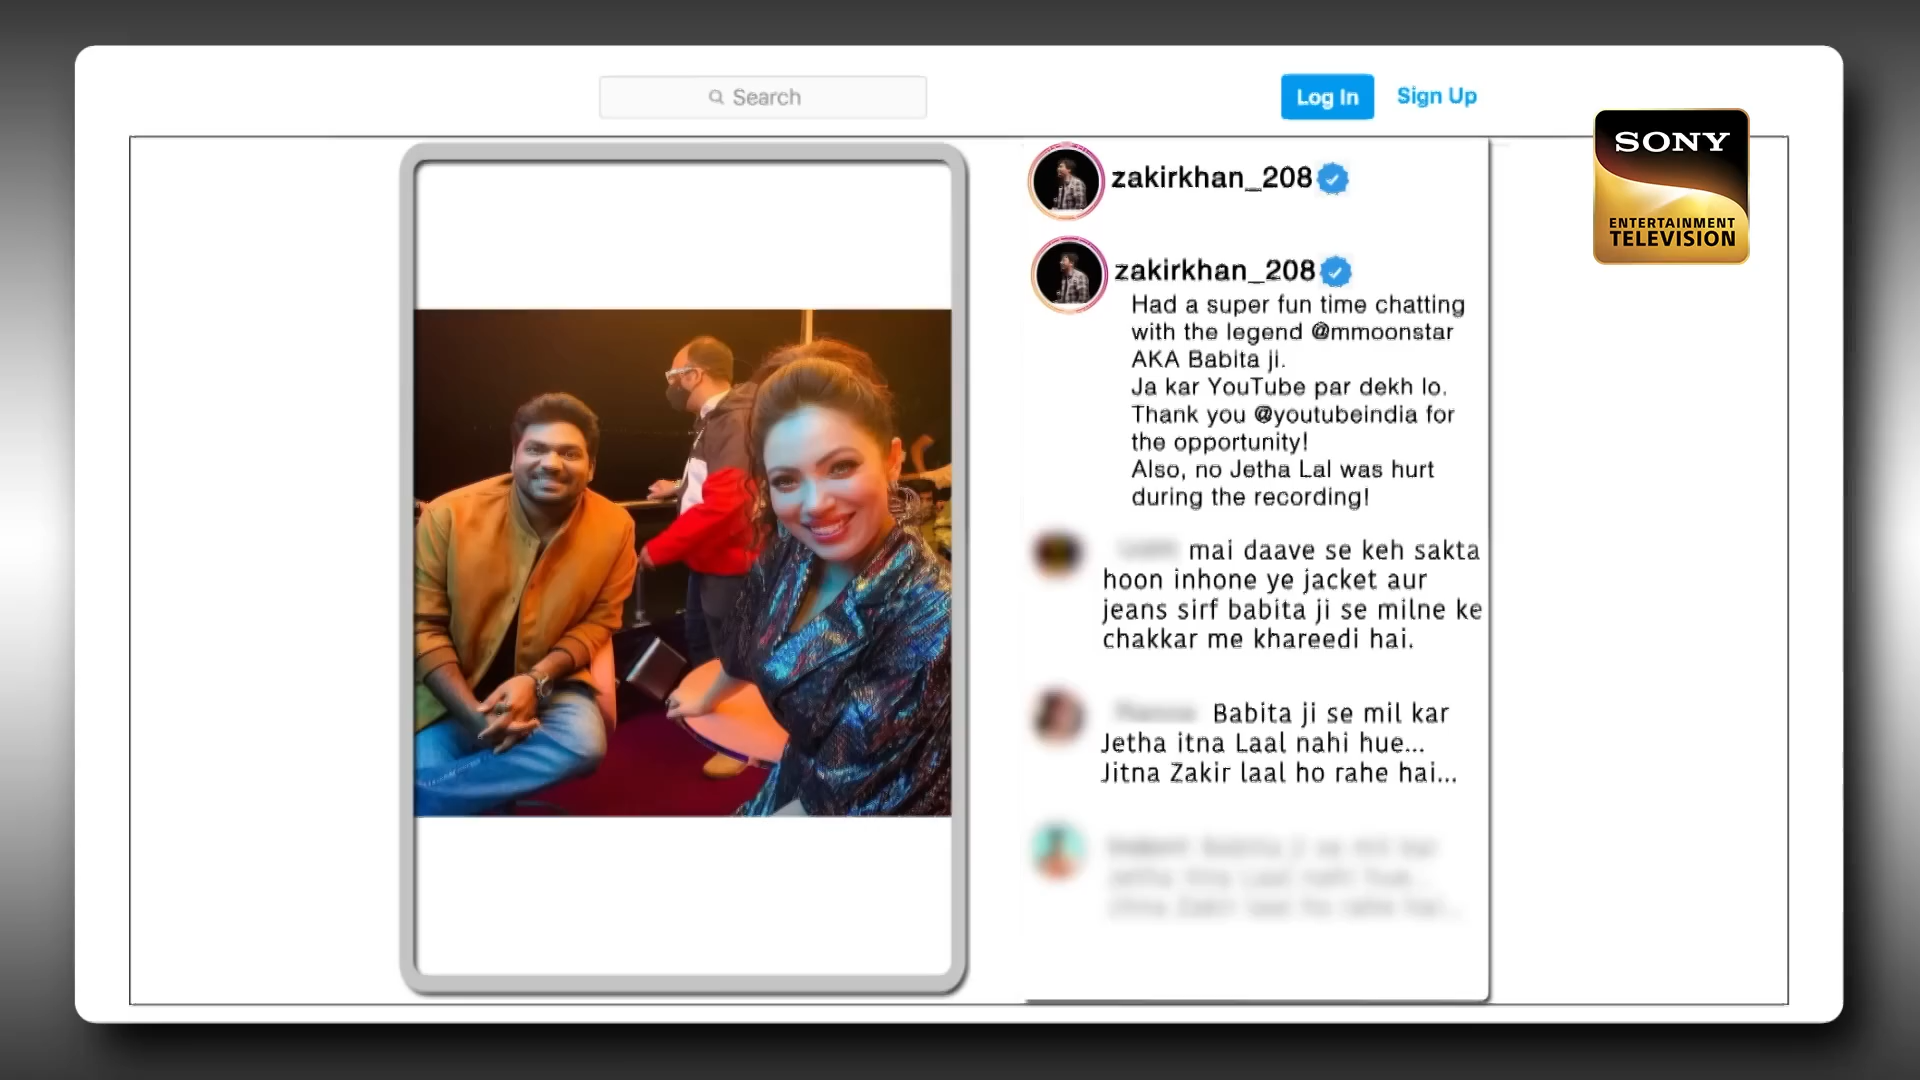 Search
Log In
Sign Up
SONY
ENTERTAINMENT
TELEVISION
zakirkhan_208
zakirkhan_208
Had a super fun time chatting
with the legend @mmoonstar
AKA Babita ji.
Ja kar YouTube par dekh lo.
Thank you @youtubeindia for
the opportunity!
Also, no Jetha Lal was hurt
during the recording!
mai daave se keh sakta
hoon inhone ye jacket aur
jeans sirf babita ji se milne ke
chakkar me khareedi hai.
Babita ji se mil kar
Jetha itna Laal nahi hue...
Jitna Zakir laal ho rahe hai...